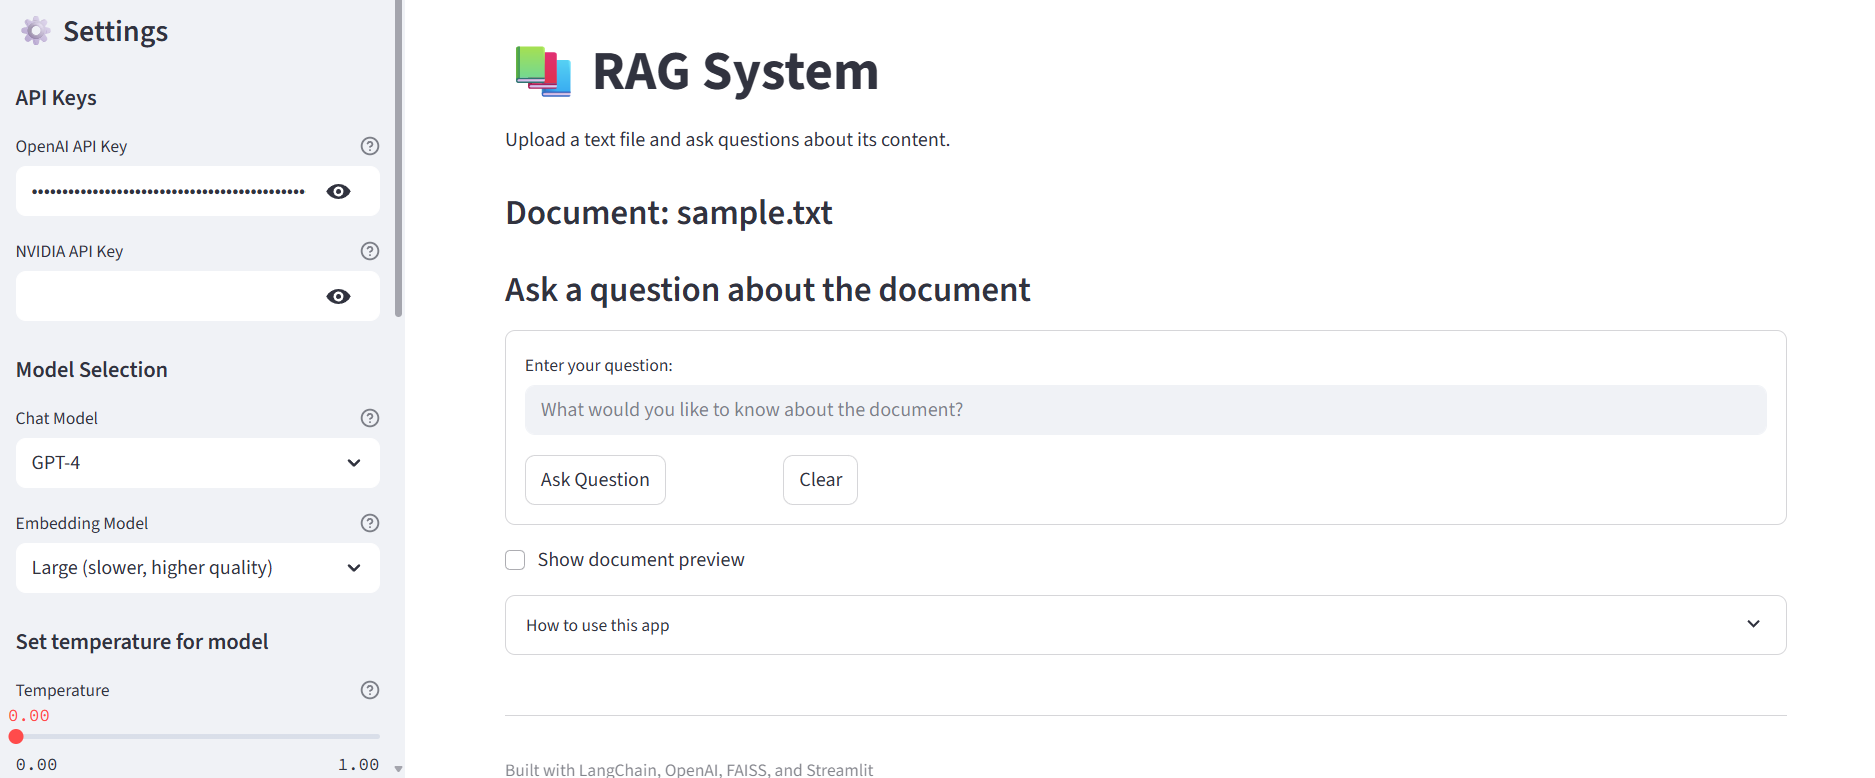 Settings
API Keys
OpenAI API Key
NVIDIA API Key
Model Selection
Chat Model
GPT-4
Embedding Model
Large (slower, higher quality)
Set temperature for model
Temperature
0.00
0.00 1.00
RAG System
Upload a text file and ask questions about its content.
Document: sample.txt
Ask a question about the document
Enter your question:
What would you like to know about the document?
Ask Question Clear
Show document preview
How to use this app
Built with LangChain, OpenAI, FAISS, and Streamlit